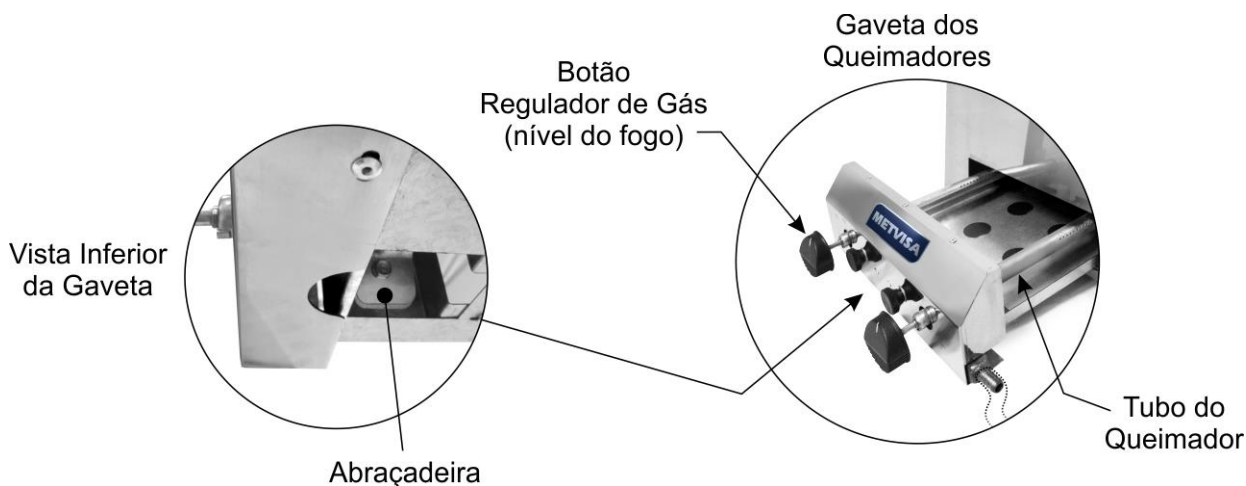 Gaveta dos
Queimadores
Botão
Regulador de Gás
(nível do fogo)
METVISA
Vista Inferior
da Gaveta
Tubo do
Queimador
Abraçadeira